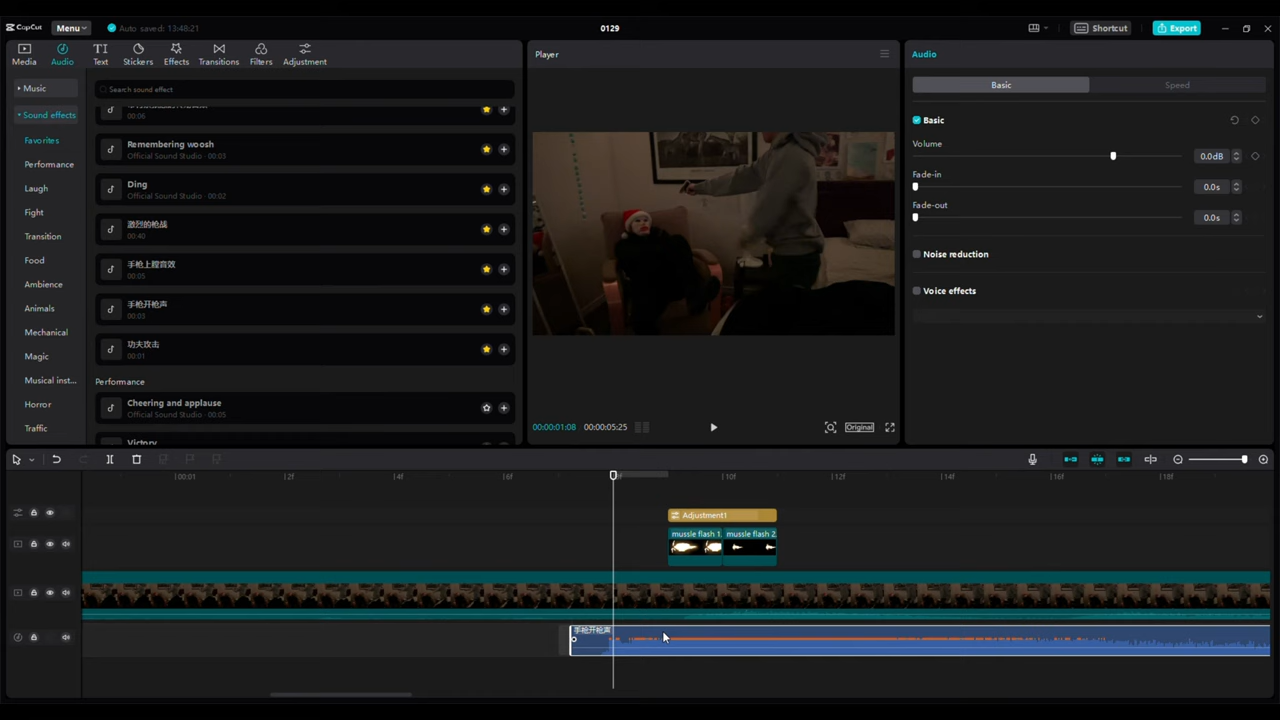 CapCut
Menu
Auto saved: 13:48:21
0129
Shortcut
Export
Media
Audio
Text
Stickers
Effects
Transitions
Filters
Adjustment
Music
Sound effects
Favorites
Performance
Laugh
Fight
Transition
Food
Ambience
Animals
Mechanical
Magic
Musical inst...
Horror
Traffic
Search sound effect
00:06
Remembering woosh
Official Sound Studio · 00:03
Ding
Official Sound Studio · 00:02
激烈的枪战
00:40
手枪上膛音效
00:05
手枪开枪声
00:03
功夫攻击
00:01
Performance
Cheering and applause
Official Sound Studio · 00:05
Victory
Player
00:00:01:08
00:00:05:25
Original
Audio
Basic
Speed
Basic
Volume
0.0dB
Fade-in
0.0s
Fade-out
0.0s
Noise reduction
Voice effects
|00:01
|2f
|4f
|6f
|10f
|12f
|14f
|16f
|18f
Adjustment1
mussle flash 1.
mussle flash 2.
手枪开枪声